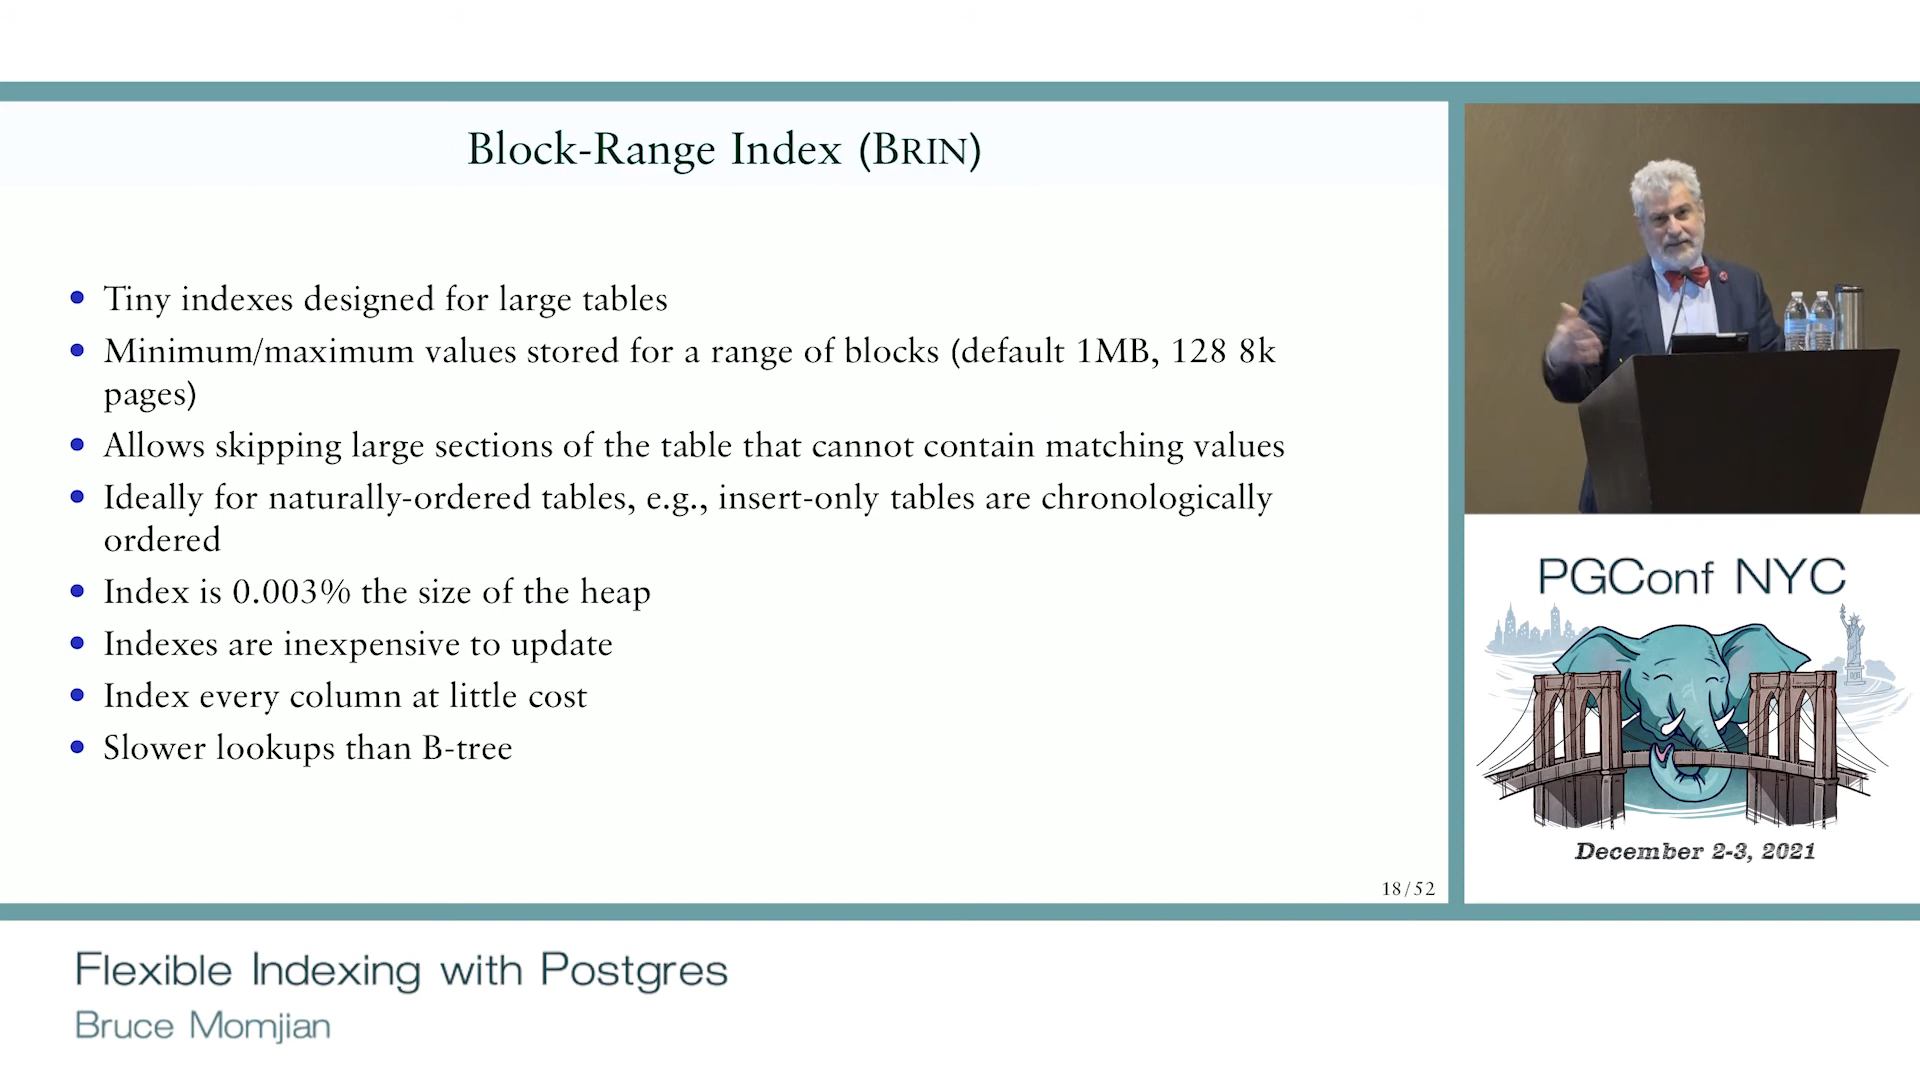 Block-Range Index (BRIN)
Tiny indexes designed for large tables
Minimum/maximum values stored for a range of blocks (default 1MB, 128 8k
pages)
Allows skipping large sections of the table that cannot contain matching values
Ideally for naturally-ordered tables, e.g., insert-only tables are chronologically
ordered
Index is 0.003% the size of the heap
Indexes are inexpensive to update
Index every column at little cost
Slower lookups than B-tree
18/52
PGConf NYC
December 2-3, 2021
Flexible Indexing with Postgres
Bruce Momjian